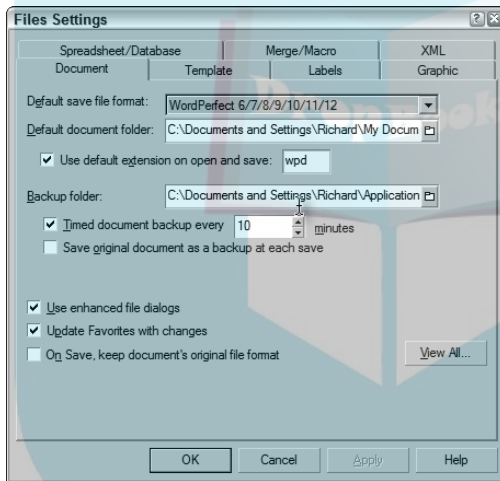 Files Settings
Spreadsheet/Database Merge/Macro XML
Document Template Labels Graphic
Default save file format: WordPerfect 6/7/8/9/10/11/12
Default document folder: C:\Documents and Settings\Richard\My Docum
Use default extension on open and save: wpd
Backup folder: C:\Documents and Settings\Richard\Application
Timed document backup every 10 minutes
Save original document as a backup at each save
Use enhanced file dialogs
Update Favorites with changes
On Save, keep document's original file format
View All...
OK Cancel Apply Help